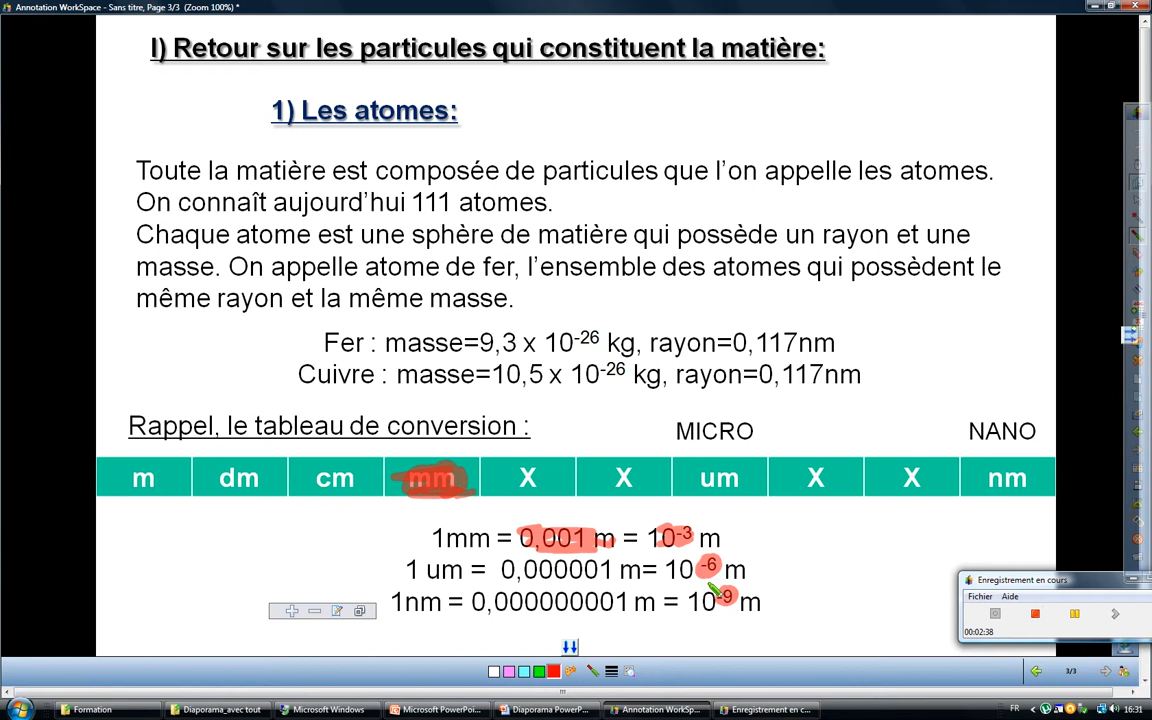 Annotation WorkSpace - Sans titre, Page 3/3 (Zoom 100%) *
I) Retour sur les particules qui constituent la matière:
1) Les atomes:
Toute la matière est composée de particules que l’on appelle les atomes.
On connaît aujourd’hui 111 atomes.
Chaque atome est une sphère de matière qui possède un rayon et une
masse. On appelle atome de fer, l’ensemble des atomes qui possèdent le
même rayon et la même masse.
Fer : masse=9,3 x 10-26 kg, rayon=0,117nm
Cuivre : masse=10,5 x 10-26 kg, rayon=0,117nm
Rappel, le tableau de conversion :
MICRO NANO
m dm cm mm X X um X X nm
1mm = 0,001 m = 10-3 m
1 um = 0,000001 m= 10 -6 m
1nm = 0,000000001 m = 10-9 m
Enregistrement en cours
Fichier Aide
00:02:38
3/3
Formation
Diaporama_avec tout
Microsoft Windows
Microsoft PowerPoi...
Diaporama PowerP...
Annotation WorkSp...
Enregistrement en c...
FR
16:31